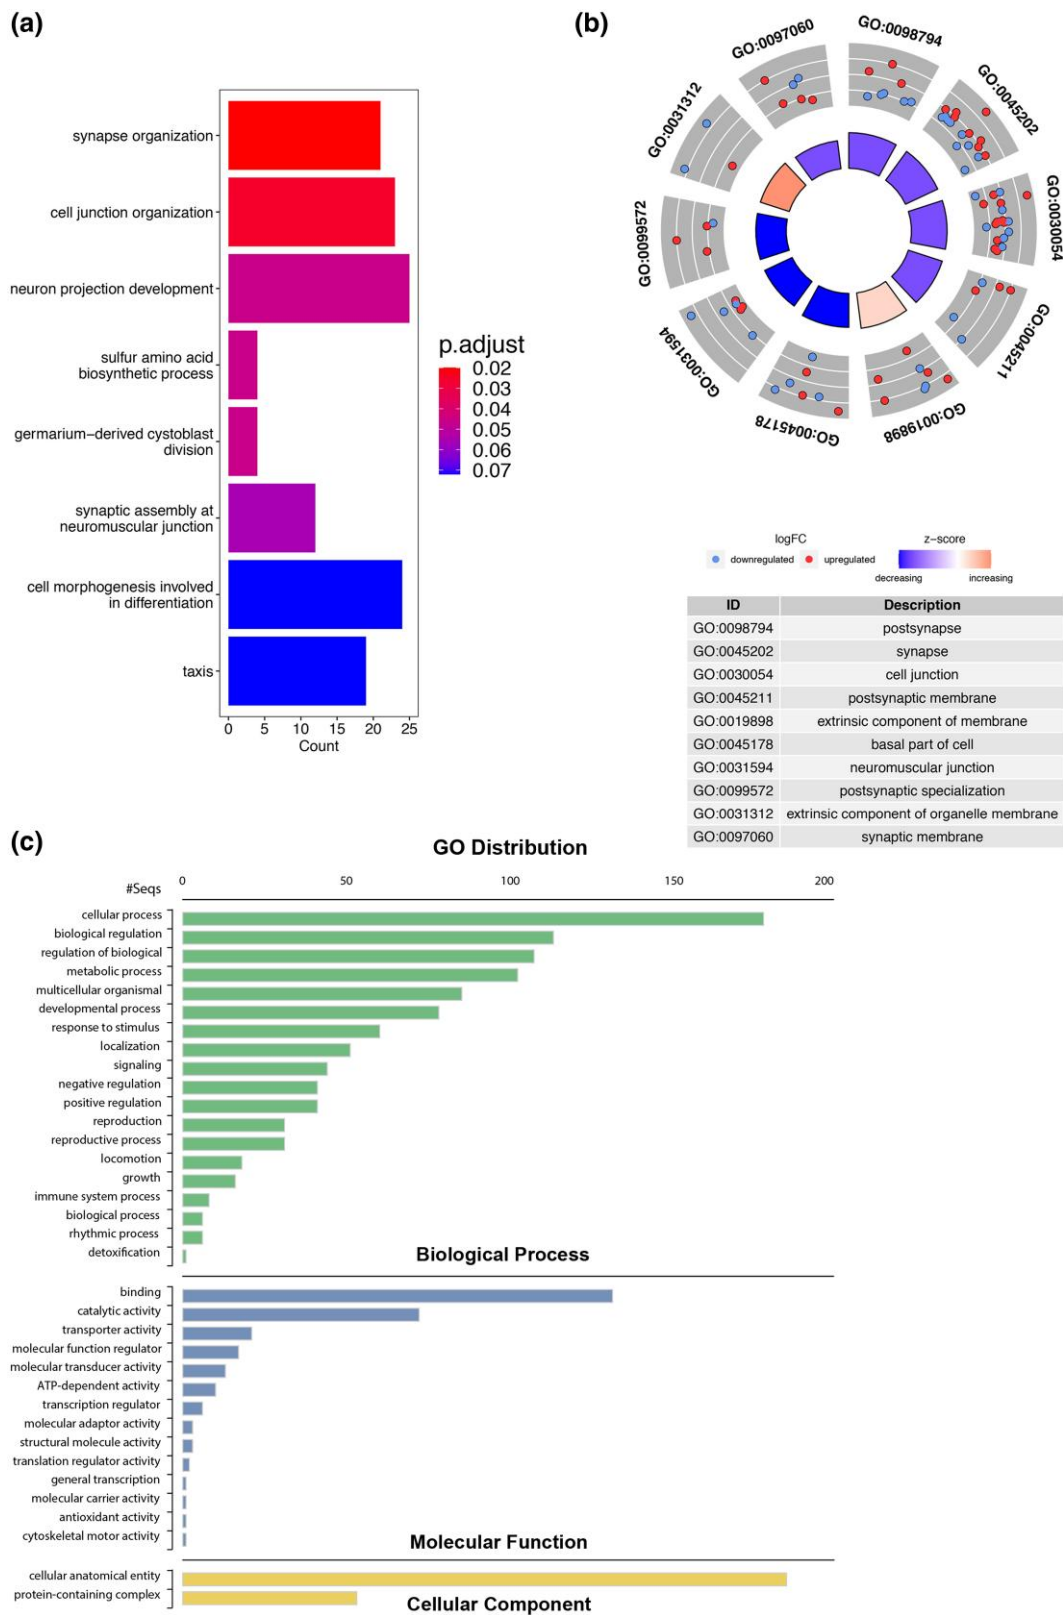 (a)
synapse organization
cell junction organization
neuron projection development
sulfur amino acid
biosynthetic process
germarium−derived cystoblast
division
synaptic assembly at
neuromuscular junction
cell morphogenesis involved
in differentiation
taxis
0 5 10 15 20 25
Count
p.adjust
0.02
0.03
0.04
0.05
0.06
0.07
(b)
GO:0097060
GO:0098794
GO:0045202
GO:0030054
GO:0045211
GO:0019898
GO:0045178
GO:0031594
GO:0099572
GO:0031312
logFC
downregulated upregulated
z−score
decreasing increasing
ID Description
GO:0098794 postsynapse
GO:0045202 synapse
GO:0030054 cell junction
GO:0045211 postsynaptic membrane
GO:0019898 extrinsic component of membrane
GO:0045178 basal part of cell
GO:0031594 neuromuscular junction
GO:0099572 postsynaptic specialization
GO:0031312 extrinsic component of organelle membrane
GO:0097060 synaptic membrane
(c)
GO Distribution
#Seqs 0 50 100 150 200
cellular process
biological regulation
regulation of biological
metabolic process
multicellular organismal
developmental process
response to stimulus
localization
signaling
negative regulation
positive regulation
reproduction
reproductive process
locomotion
growth
immune system process
biological process
rhythmic process
detoxification
Biological Process
binding
catalytic activity
transporter activity
molecular function regulator
molecular transducer activity
ATP-dependent activity
transcription regulator
molecular adaptor activity
structural molecule activity
translation regulator activity
general transcription
molecular carrier activity
antioxidant activity
cytoskeletal motor activity
Molecular Function
cellular anatomical entity
protein-containing complex
Cellular Component